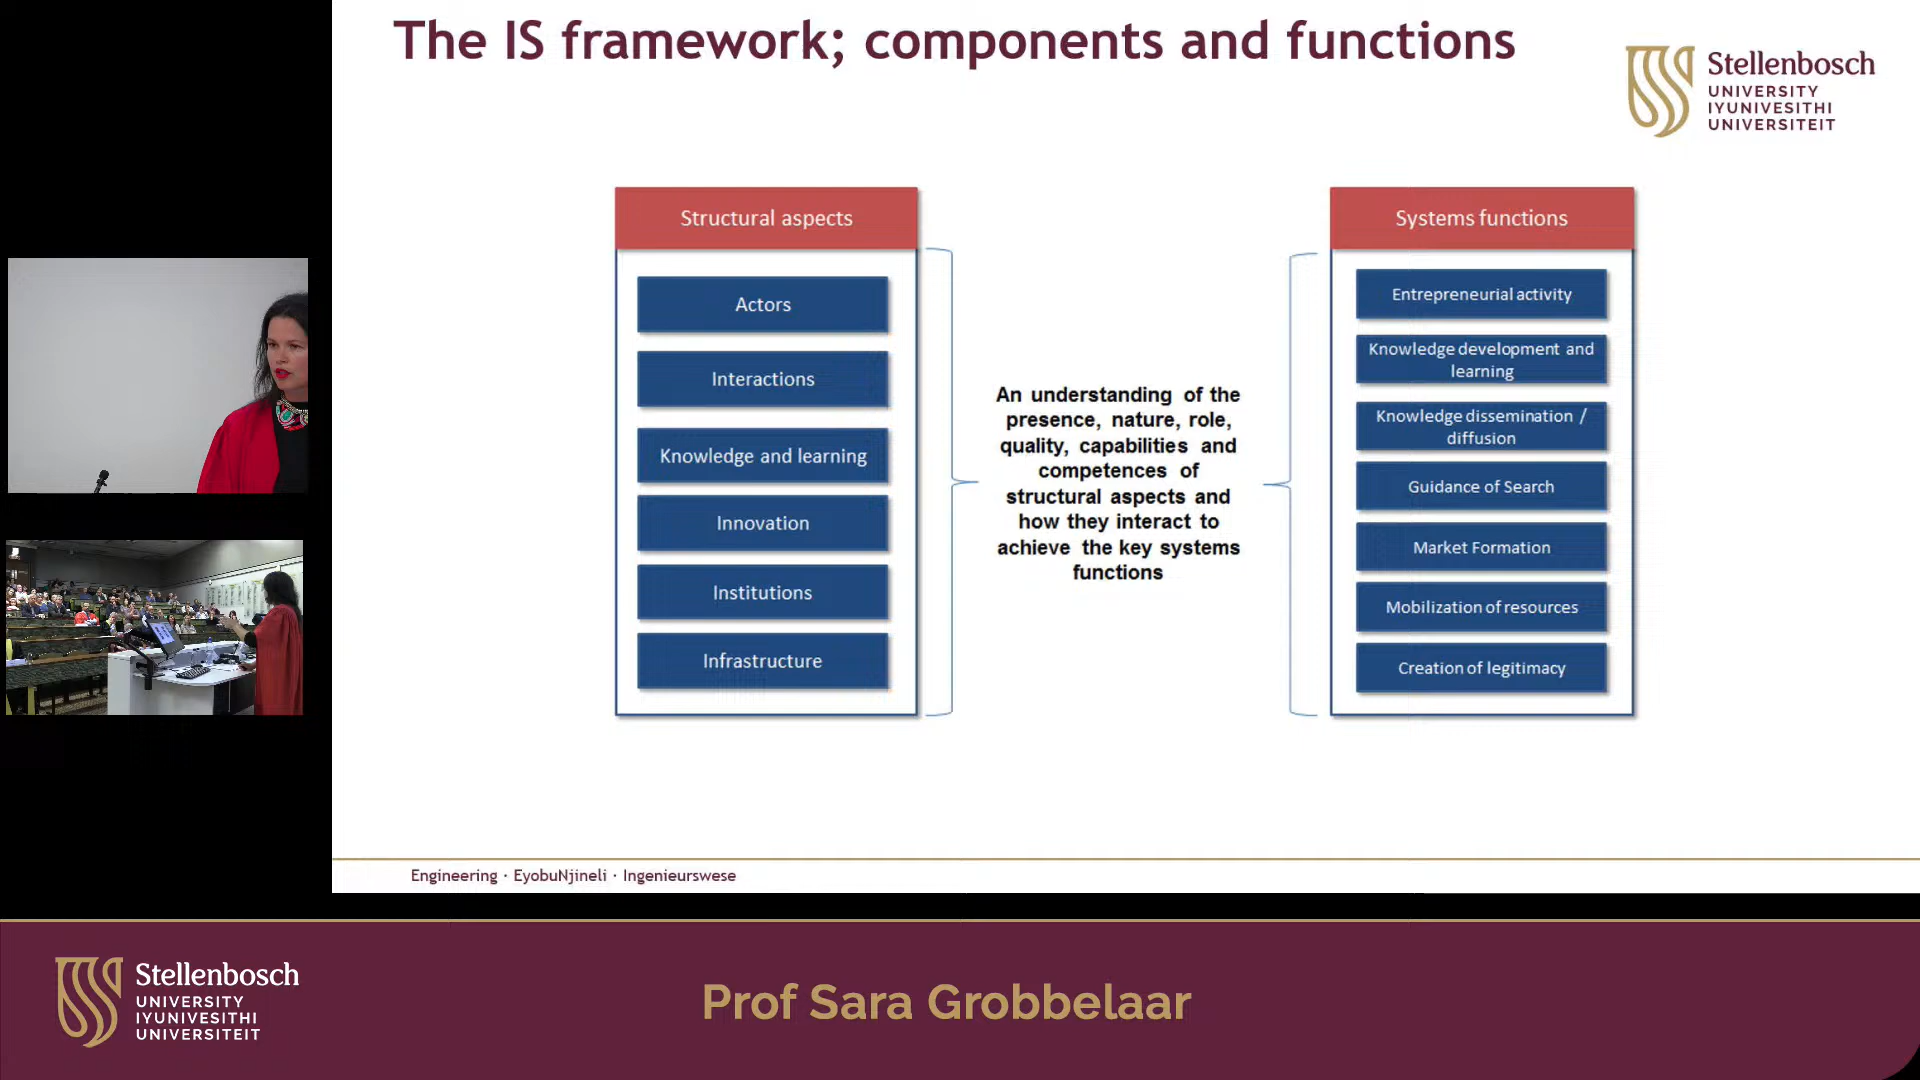 The IS framework; components and functions
Stellenbosch
UNIVERSITY
IYUNIVESITHI
UNIVERSITEIT
Structural aspects
Actors
Interactions
Knowledge and learning
Innovation
Institutions
Infrastructure
An understanding of the
presence, nature, role,
quality, capabilities and
competences of
structural aspects and
how they interact to
achieve the key systems
functions
Systems functions
Entrepreneurial activity
Knowledge development and
learning
Knowledge dissemination /
diffusion
Guidance of Search
Market Formation
Mobilization of resources
Creation of legitimacy
Engineering · EyobuNjineli · Ingenieurswese
Stellenbosch
UNIVERSITY
IYUNIVESITHI
UNIVERSITEIT
Prof Sara Grobbelaar